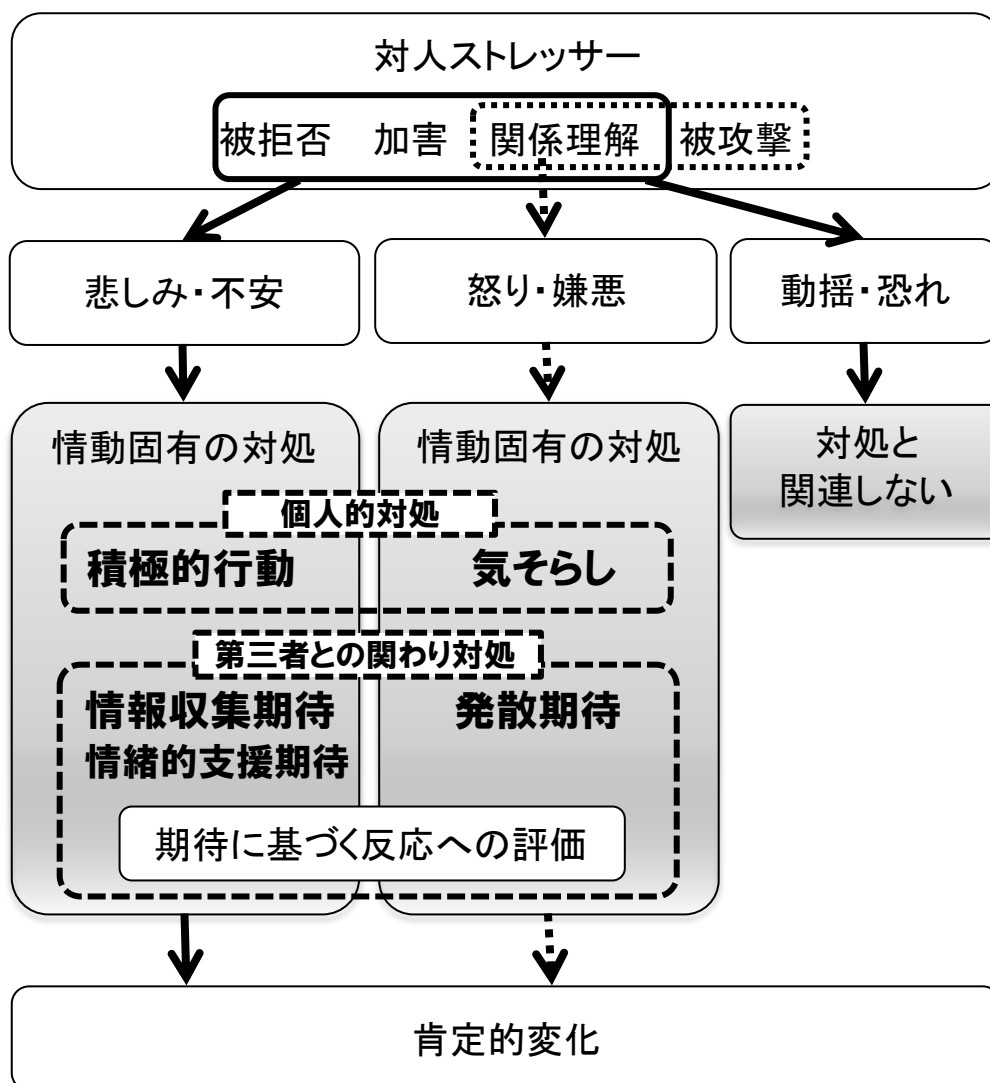 対人ストレッサー
被拒否 加害 関係理解 被攻撃
悲しみ・不安
怒り・嫌悪
動揺・恐れ
情動固有の対処
情動固有の対処
対処と
関連しない
個人的対処
積極的行動
気そらし
第三者との関わり対処
情報収集期待
情緒的支援期待
発散期待
期待に基づく反応への評価
肯定的変化